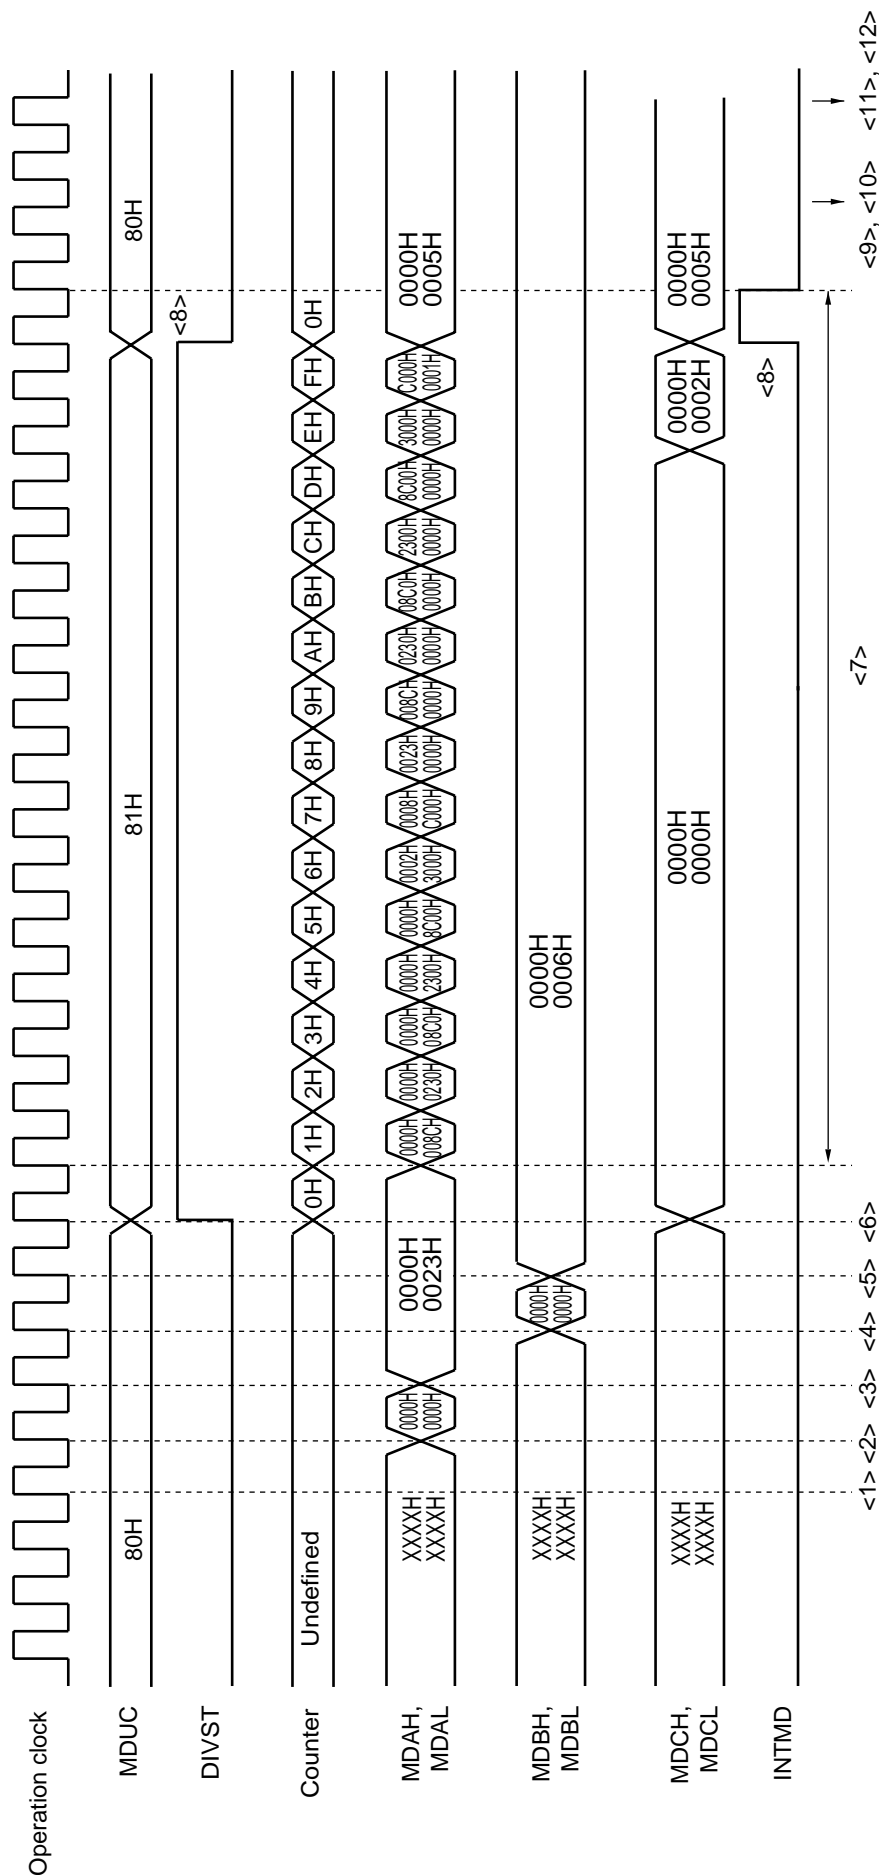 Operation clock
MDUC
80H
81H
80H
DIVST
<8>
Counter
Undefined
0H
1H
2H
3H
4H
5H
6H
7H
8H
9H
AH
BH
CH
DH
EH
FH
0H
MDAH,
MDAL
XXXXH
XXXXH
0000H
0000H
0000H
0023H
0000H
008CH
0000H
0230H
0000H
08C0H
0000H
2300H
0000H
8C00H
0002H
3000H
0008H
C000H
0023H
0000H
008CH
0000H
0230H
0000H
08C0H
0000H
2300H
0000H
8C00H
0000H
3000H
0000H
C000H
0001H
0000H
0005H
MDBH,
MDBL
XXXXH
XXXXH
0000H
0000H
0000H
0006H
MDCH,
MDCL
XXXXH
XXXXH
0000H
0000H
0000H
0002H
0000H
0005H
INTMD
<8>
<1>
<2>
<3>
<4>
<5>
<6>
<7>
<9>, <10>
<11>, <12>